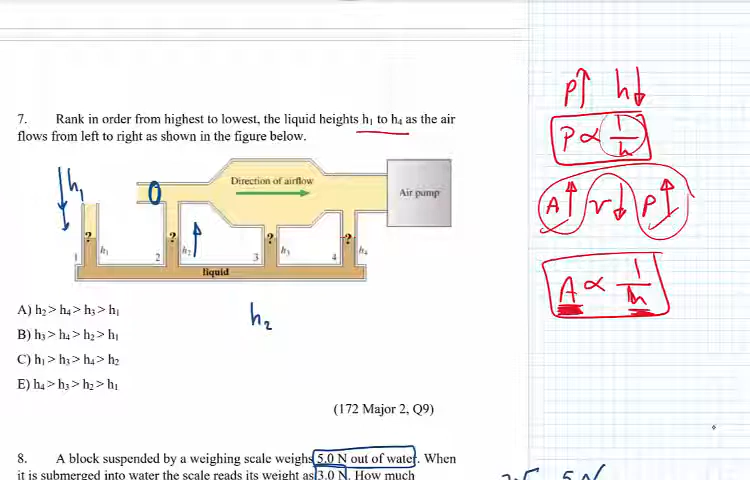 7. Rank in order from highest to lowest, the liquid heights h₁ to h₄ as the air
flows from left to right as shown in the figure below.
h₁
Direction of airflow
Air pump
? ? ? ?
1 h₁ 2 h₂ 3 h₃ 4 h₄
liquid
A) h₂ > h₄ > h₃ > h₁
B) h₃ > h₄ > h₂ > h₁
C) h₁ > h₃ > h₄ > h₂
E) h₄ > h₃ > h₂ > h₁
h₂
(172 Major 2, Q9)
8. A block suspended by a weighing scale weighs 5.0 N out of water. When
it is submerged into water the scale reads its weight as 3.0 N. How much
P↑ h↓
P ∝ 1/h
A↑ v↓ P↑
A ∝ 1/h
5N